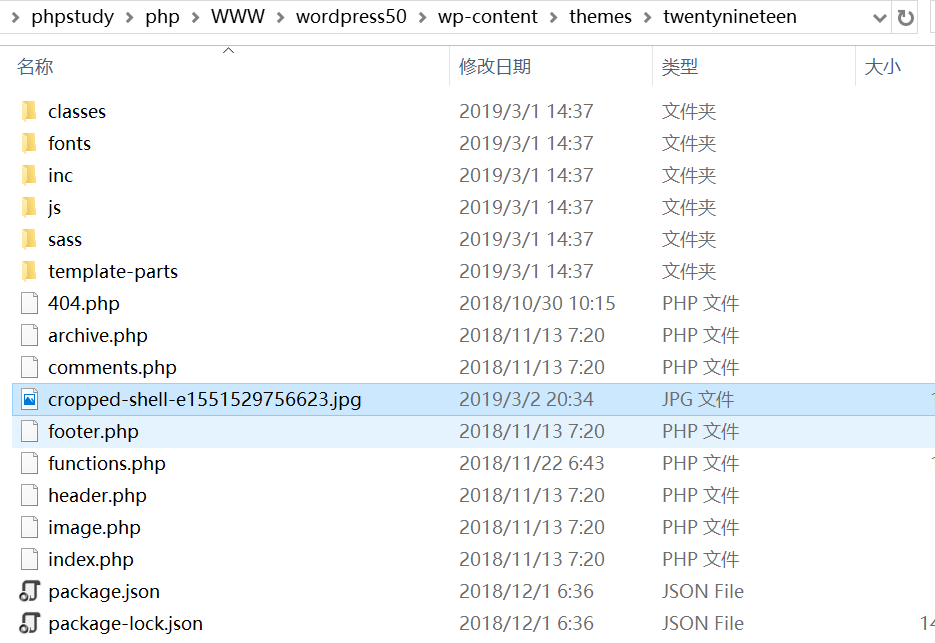 phpstudy > php > WWW > wordpress50 > wp-content > themes > twentynineteen
名称 修改日期 类型 大小
classes 2019/3/1 14:37 文件夹
fonts 2019/3/1 14:37 文件夹
inc 2019/3/1 14:37 文件夹
js 2019/3/1 14:37 文件夹
sass 2019/3/1 14:37 文件夹
template-parts 2019/3/1 14:37 文件夹
404.php 2018/10/30 10:15 PHP 文件
archive.php 2018/11/13 7:20 PHP 文件
comments.php 2018/11/13 7:20 PHP 文件
cropped-shell-e1551529756623.jpg 2019/3/2 20:34 JPG 文件
footer.php 2018/11/13 7:20 PHP 文件
functions.php 2018/11/22 6:43 PHP 文件
header.php 2018/11/13 7:20 PHP 文件
image.php 2018/11/13 7:20 PHP 文件
index.php 2018/11/13 7:20 PHP 文件
package.json 2018/12/1 6:36 JSON File
package-lock.json 2018/12/1 6:36 JSON File